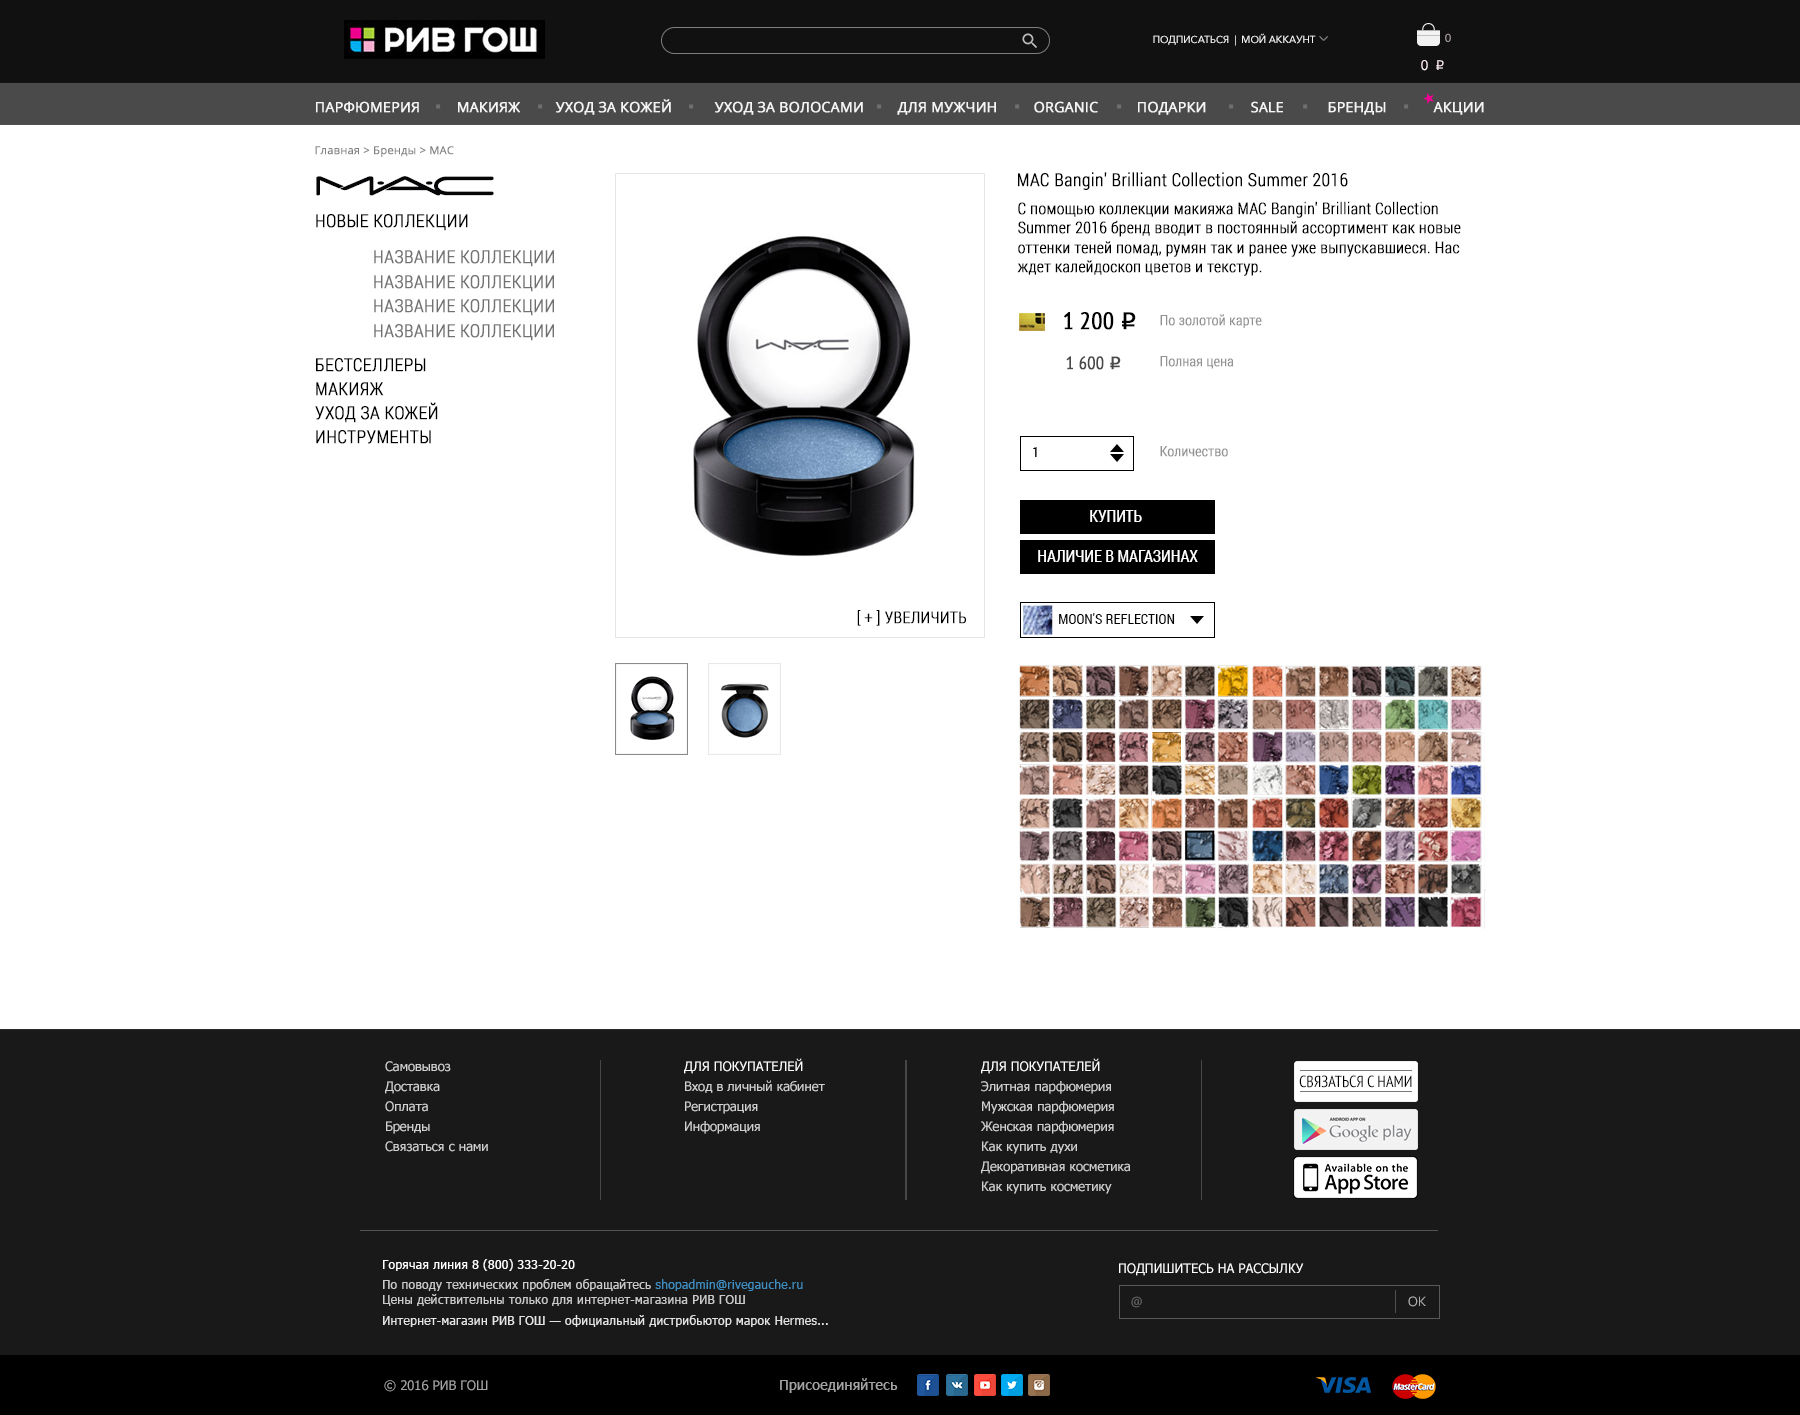 РИВ ГОШ
ПОДПИСАТЬСЯ | МОЙ АККАУНТ
0
0 ₽
ПАРФЮМЕРИЯ МАКИЯЖ УХОД ЗА КОЖЕЙ УХОД ЗА ВОЛОСАМИ ДЛЯ МУЖЧИН ORGANIC ПОДАРКИ SALE БРЕНДЫ АКЦИИ
Главная > Бренды > MAC
MAC
НОВЫЕ КОЛЛЕКЦИИ
НАЗВАНИЕ КОЛЛЕКЦИИ
НАЗВАНИЕ КОЛЛЕКЦИИ
НАЗВАНИЕ КОЛЛЕКЦИИ
НАЗВАНИЕ КОЛЛЕКЦИИ
БЕСТСЕЛЛЕРЫ
МАКИЯЖ
УХОД ЗА КОЖЕЙ
ИНСТРУМЕНТЫ
MAC
[ + ] УВЕЛИЧИТЬ
MAC Bangin' Brilliant Collection Summer 2016
С помощью коллекции макияжа MAC Bangin' Brilliant Collection
Summer 2016 бренд вводит в постоянный ассортимент как новые
оттенки теней помад, румян так и ранее уже выпускавшиеся. Нас
ждет калейдоскоп цветов и текстур.
1 200 ₽ По золотой карте
1 600 ₽ Полная цена
1 Количество
КУПИТЬ
НАЛИЧИЕ В МАГАЗИНАХ
MOON'S REFLECTION
Самовывоз
Доставка
Оплата
Бренды
Связаться с нами
ДЛЯ ПОКУПАТЕЛЕЙ
Вход в личный кабинет
Регистрация
Информация
ДЛЯ ПОКУПАТЕЛЕЙ
Элитная парфюмерия
Мужская парфюмерия
Женская парфюмерия
Как купить духи
Декоративная косметика
Как купить косметику
СВЯЗАТЬСЯ С НАМИ
ANDROID APP ON
Google play
Available on the
App Store
Горячая линия 8 (800) 333-20-20
По поводу технических проблем обращайтесь shopadmin@rivegauche.ru
Цены действительны только для интернет-магазина РИВ ГОШ
Интернет-магазин РИВ ГОШ — официальный дистрибьютор марок Hermes...
ПОДПИШИТЕСЬ НА РАССЫЛКУ
@ OK
© 2016 РИВ ГОШ
Присоединяйтесь
VISA
MasterCard